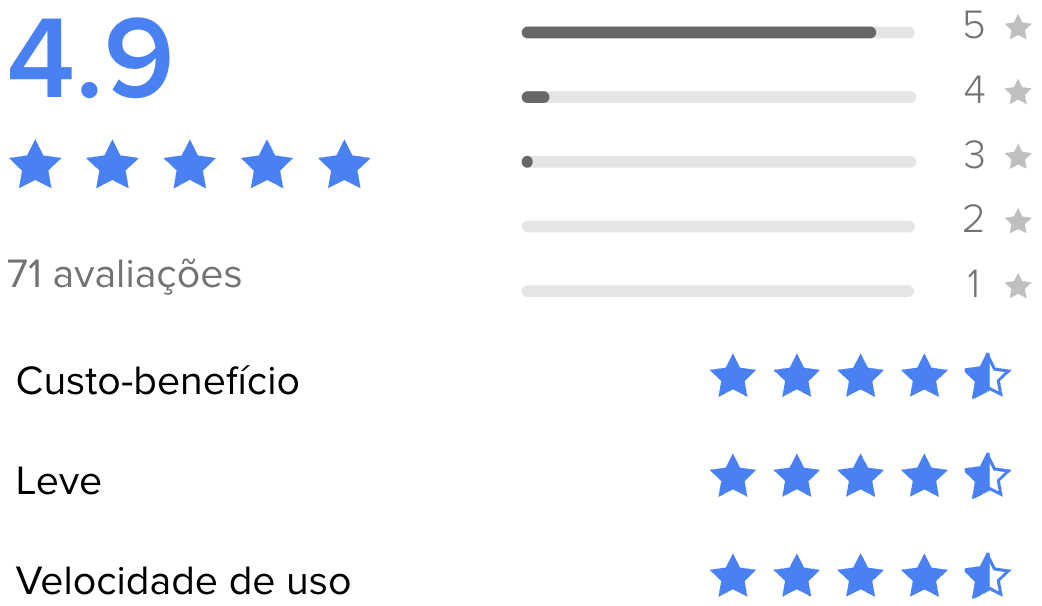 4.9
71 avaliações
5
4
3
2
1
Custo-benefício
Leve
Velocidade de uso